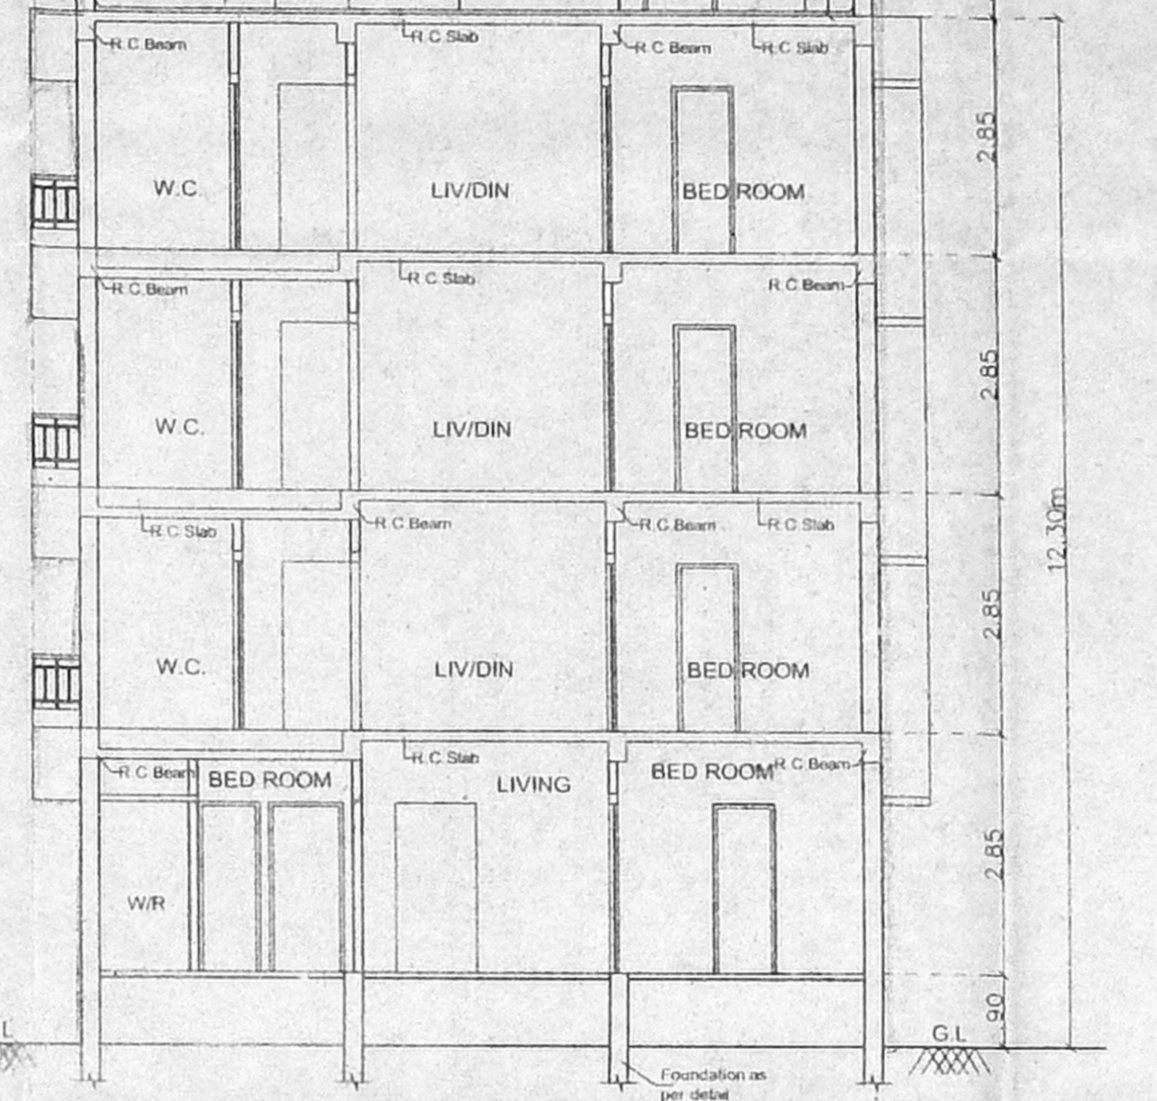 R.C.Beam
R.C.Slab
R.C.Beam
R.C.Slab
2.85
W.C.
LIV/DIN
BED ROOM
R.C.Beam
R.C.Slab
R.C.Beam
2.85
W.C.
LIV/DIN
BED ROOM
R.C.Slab
R.C.Beam
R.C.Beam
R.C.Slab
12.30m
2.85
W.C.
LIV/DIN
BED ROOM
R.C.Beam
BED ROOM
R.C.Slab
LIVING
BED ROOM
R.C.Beam
2.85
W/R
.90
L
G.L
Foundation as
per detail